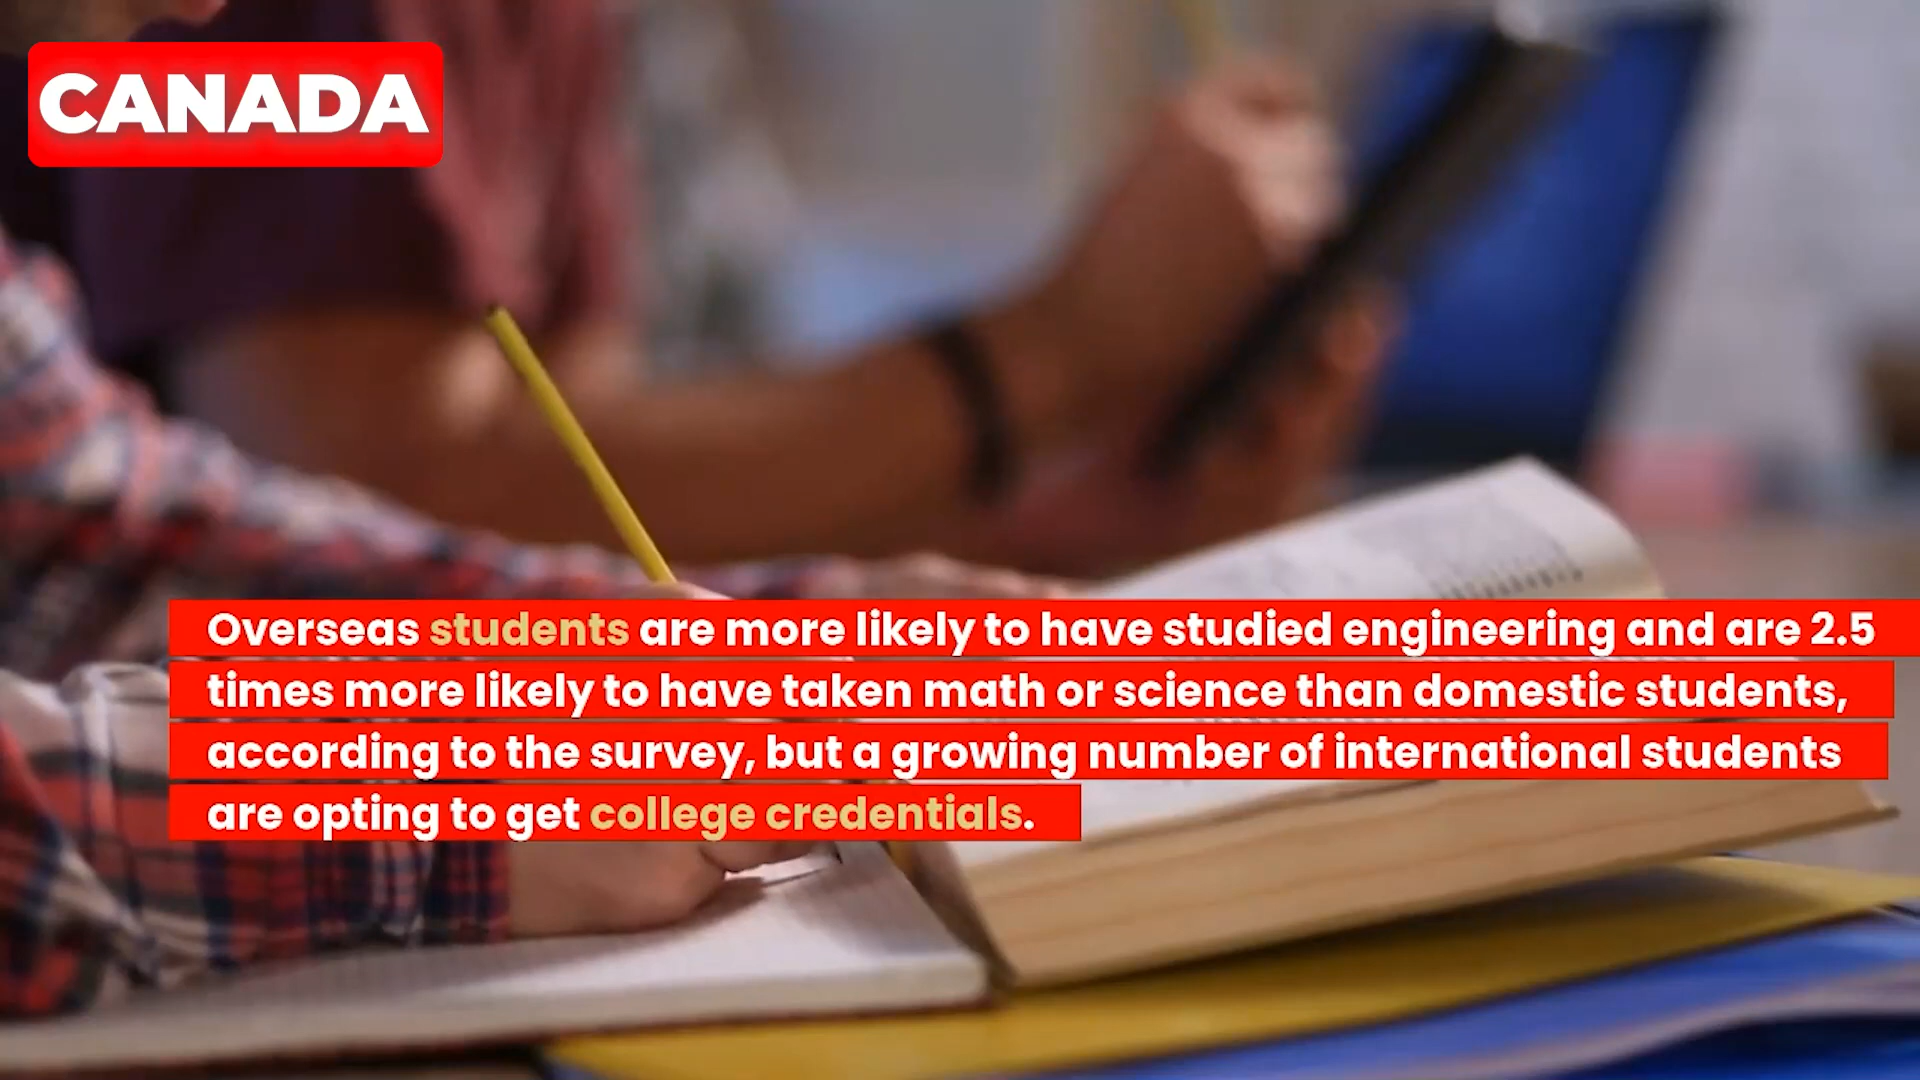 CANADA
Overseas students are more likely to have studied engineering and are 2.5
times more likely to have taken math or science than domestic students,
according to the survey, but a growing number of international students
are opting to get college credentials.